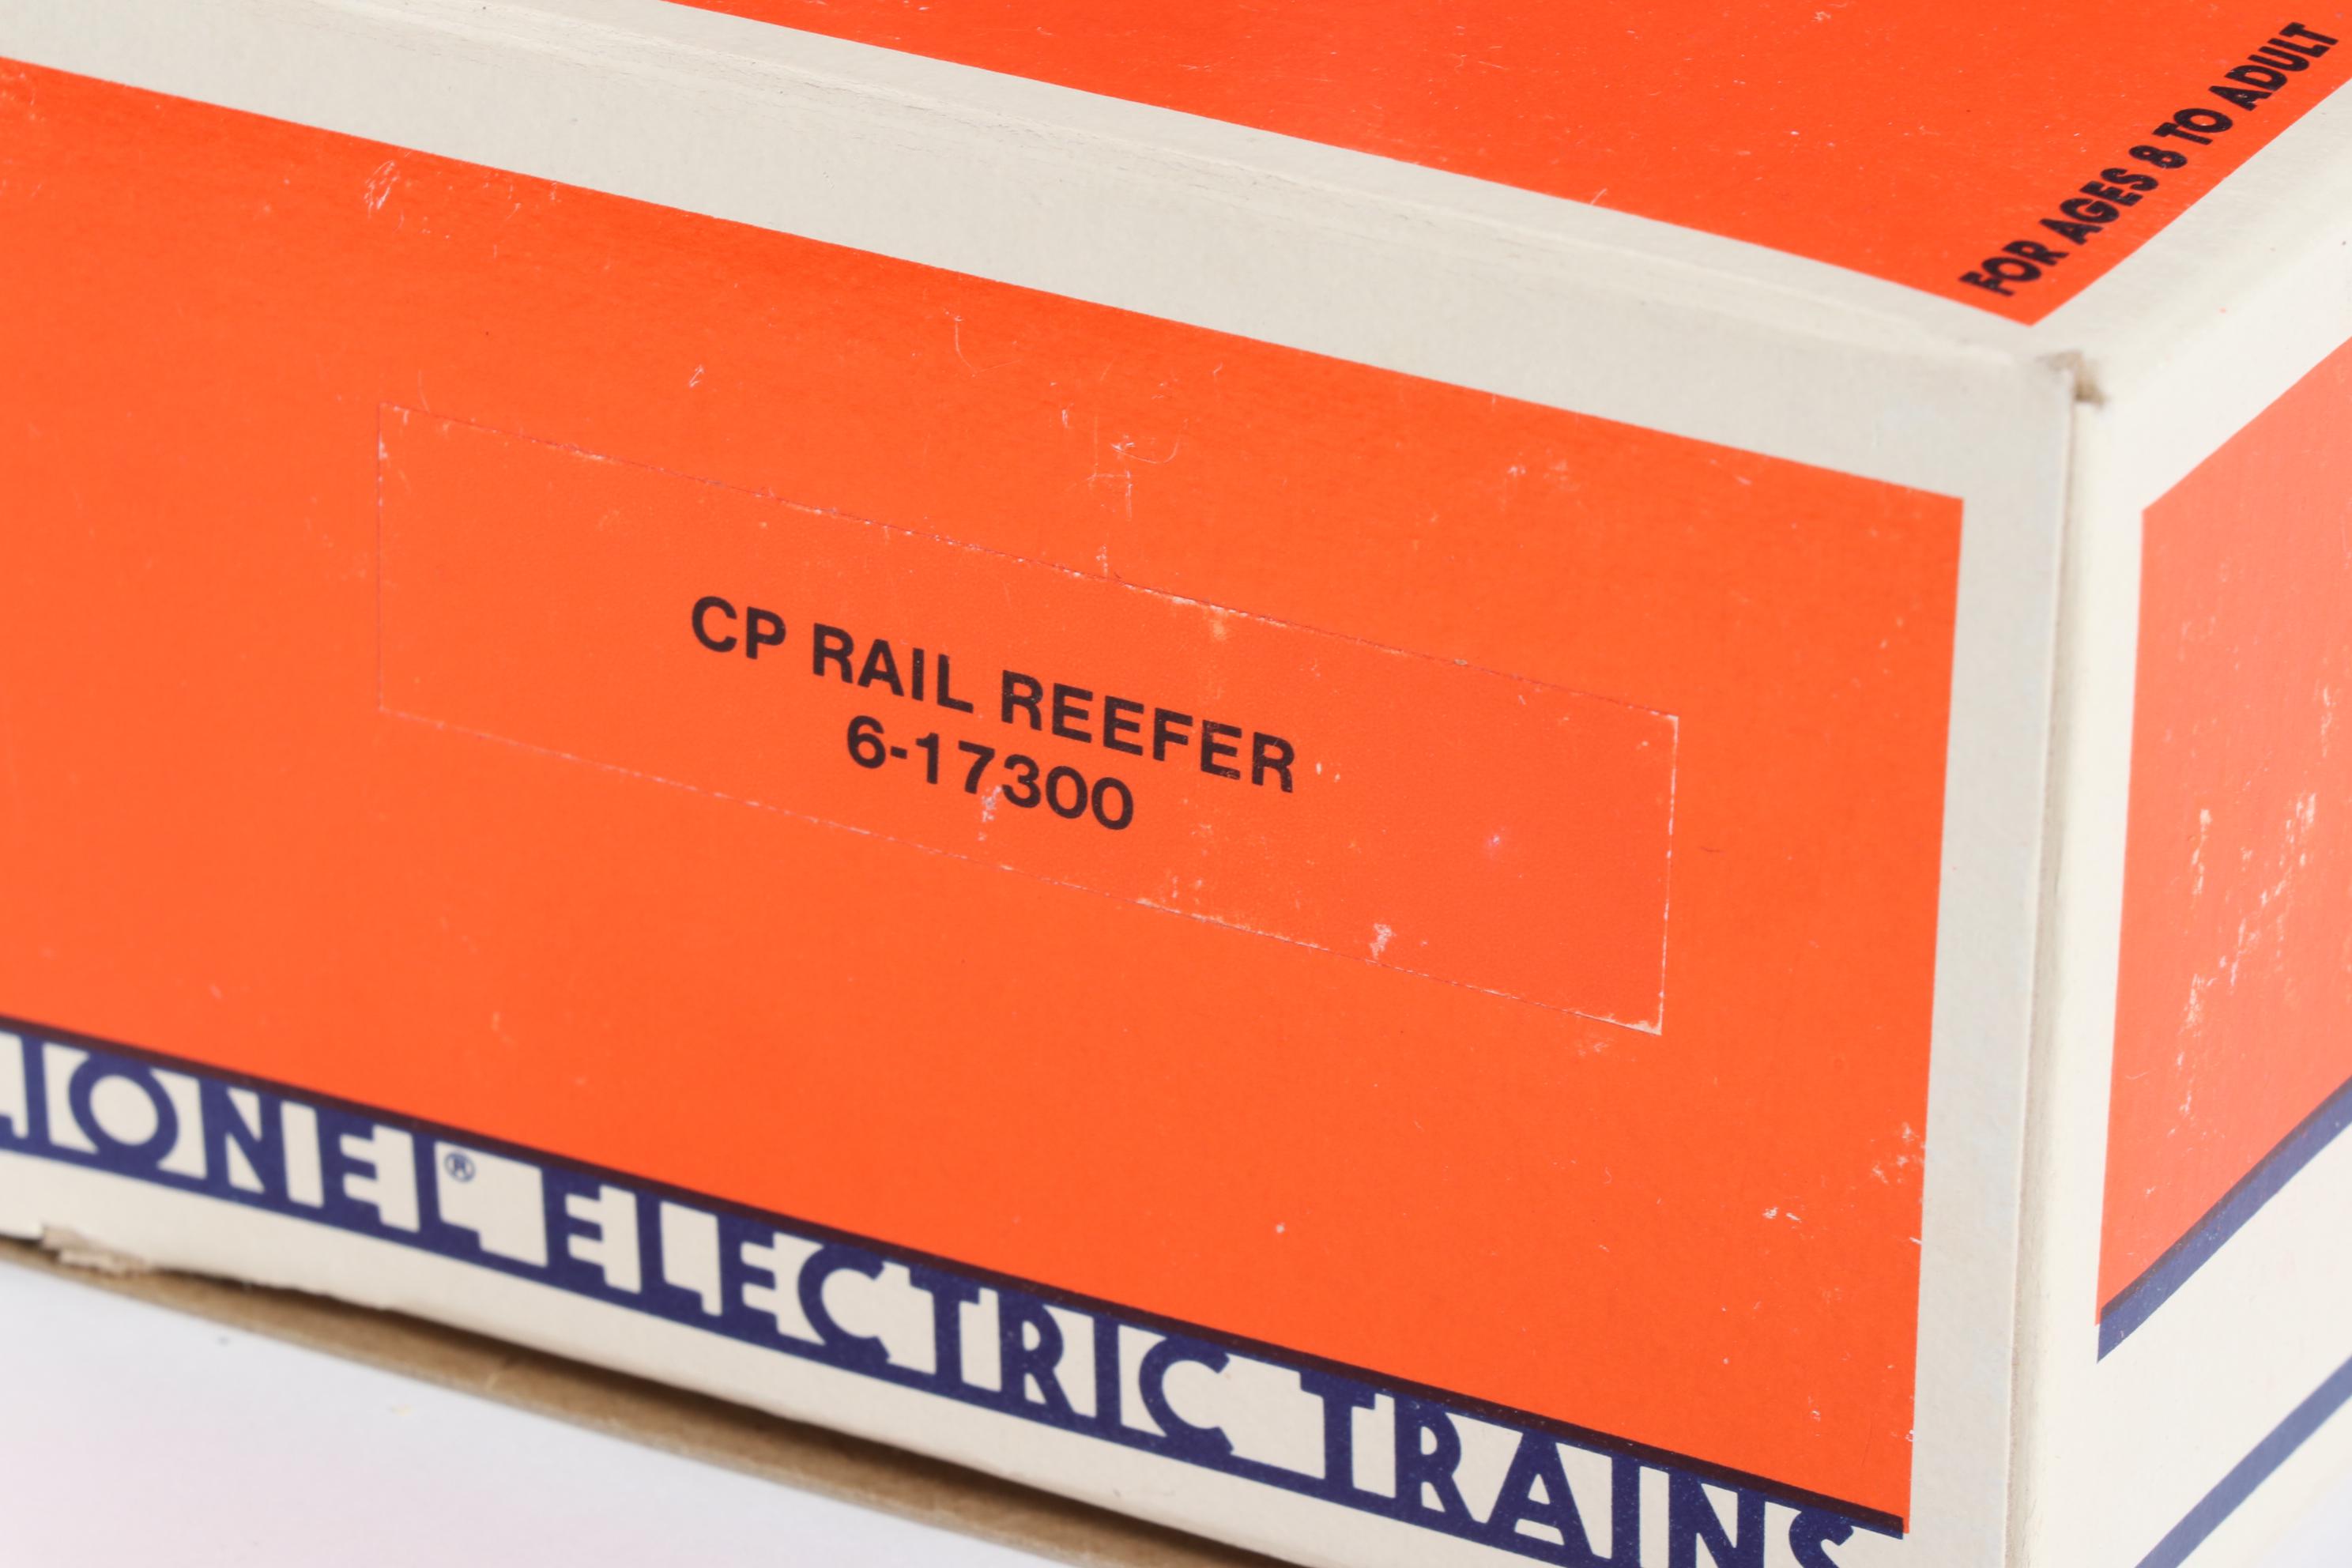 FOR AGES 8 TO ADULT
CP RAIL REEFER
6-17300
LIONEL® ELECTRIC TRAINS